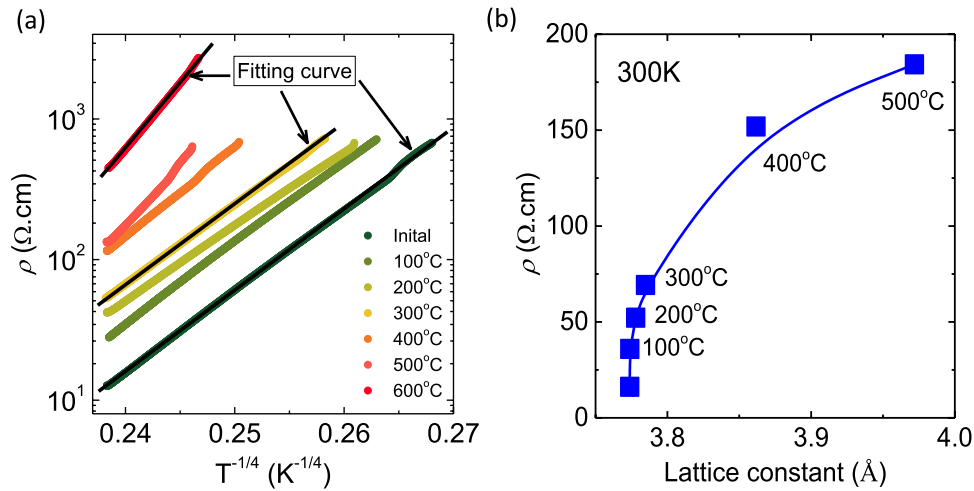 (a)
Fitting curve
10³
10²
10¹
ρ (Ω.cm)
Inital
100°C
200°C
300°C
400°C
500°C
600°C
0.24 0.25 0.26 0.27
T⁻¹/⁴ (K⁻¹/⁴)
(b)
300K
200
150
100
50
0
ρ (Ω.cm)
500°C
400°C
300°C
200°C
100°C
3.8 3.9 4.0
Lattice constant (Å)